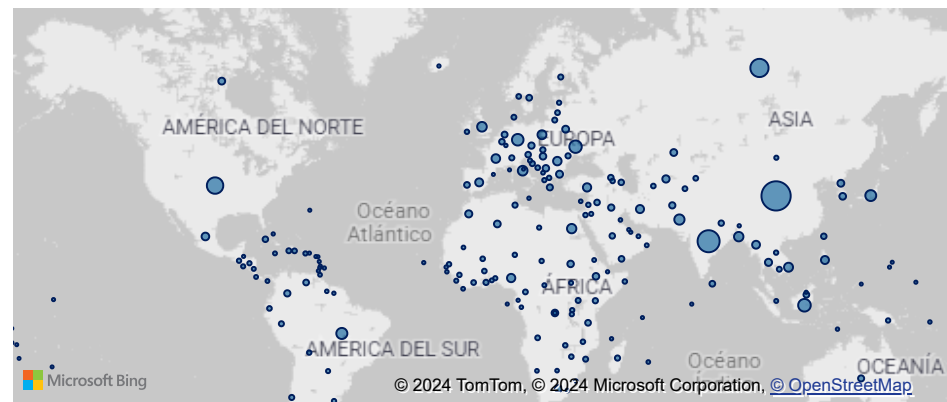 AMÉRICA DEL NORTE
ASIA
EUROPA
Océano
Atlántico
ÁFRICA
AMÉRICA DEL SUR
Océano
OCEANÍA
Microsoft Bing
© 2024 TomTom, © 2024 Microsoft Corporation, © OpenStreetMap